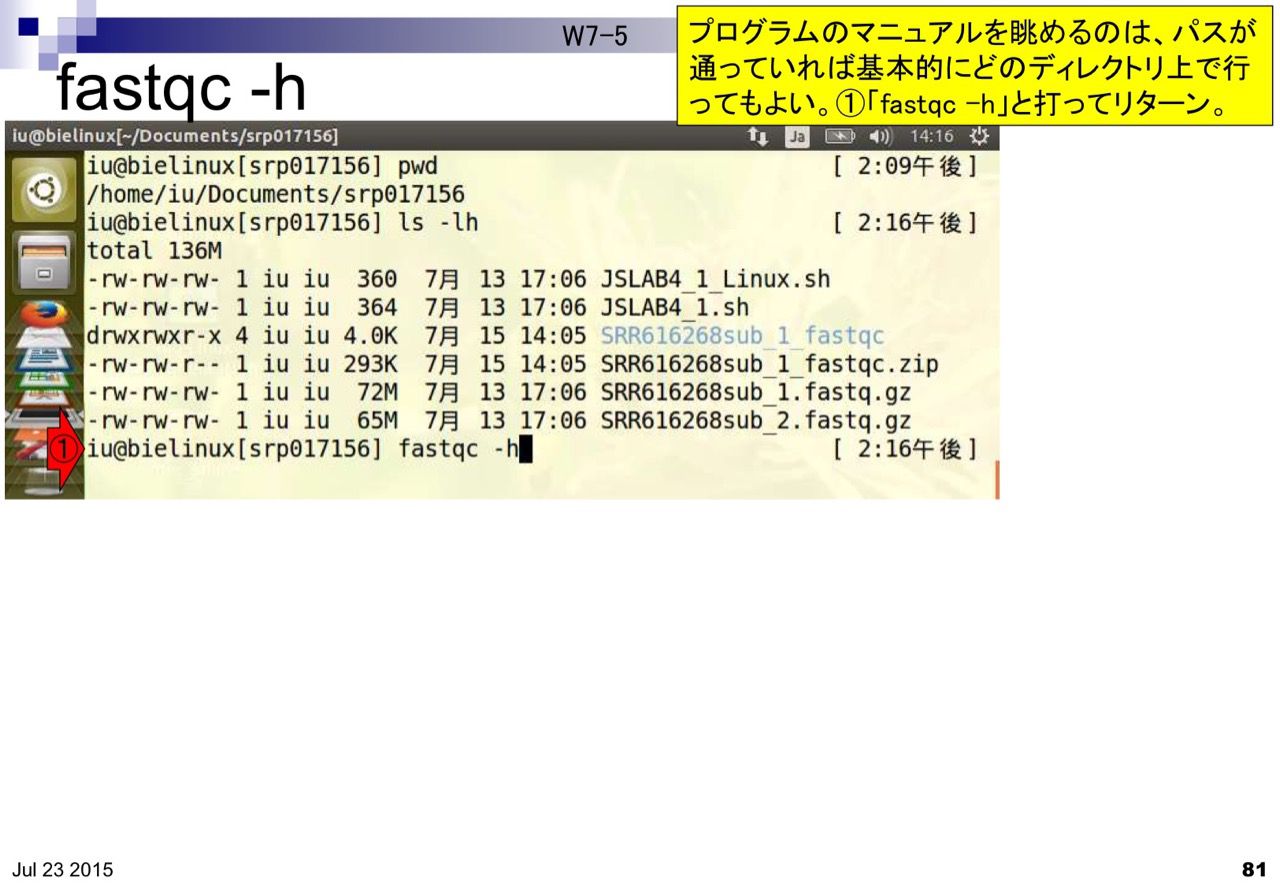 W7-5
プログラムのマニュアルを眺めるのは、パスが
通っていれば基本的にどのディレクトリ上で行
ってもよい。①「fastqc -h」と打ってリターン。
fastqc -h
iu@bielinux[~/Documents/srp017156] Ja 14:16
iu@bielinux[srp017156] pwd [ 2:09午後]
/home/iu/Documents/srp017156
iu@bielinux[srp017156] ls -lh [ 2:16午後]
total 136M
-rw-rw-rw- 1 iu iu 360 7月 13 17:06 JSLAB4_1_Linux.sh
-rw-rw-rw- 1 iu iu 364 7月 13 17:06 JSLAB4_1.sh
drwxrwxr-x 4 iu iu 4.0K 7月 15 14:05 SRR616268sub_1_fastqc
-rw-rw-r-- 1 iu iu 293K 7月 15 14:05 SRR616268sub_1_fastqc.zip
-rw-rw-rw- 1 iu iu 72M 7月 13 17:06 SRR616268sub_1.fastq.gz
-rw-rw-rw- 1 iu iu 65M 7月 13 17:06 SRR616268sub_2.fastq.gz
① iu@bielinux[srp017156] fastqc -h [ 2:16午後]
Jul 23 2015
81